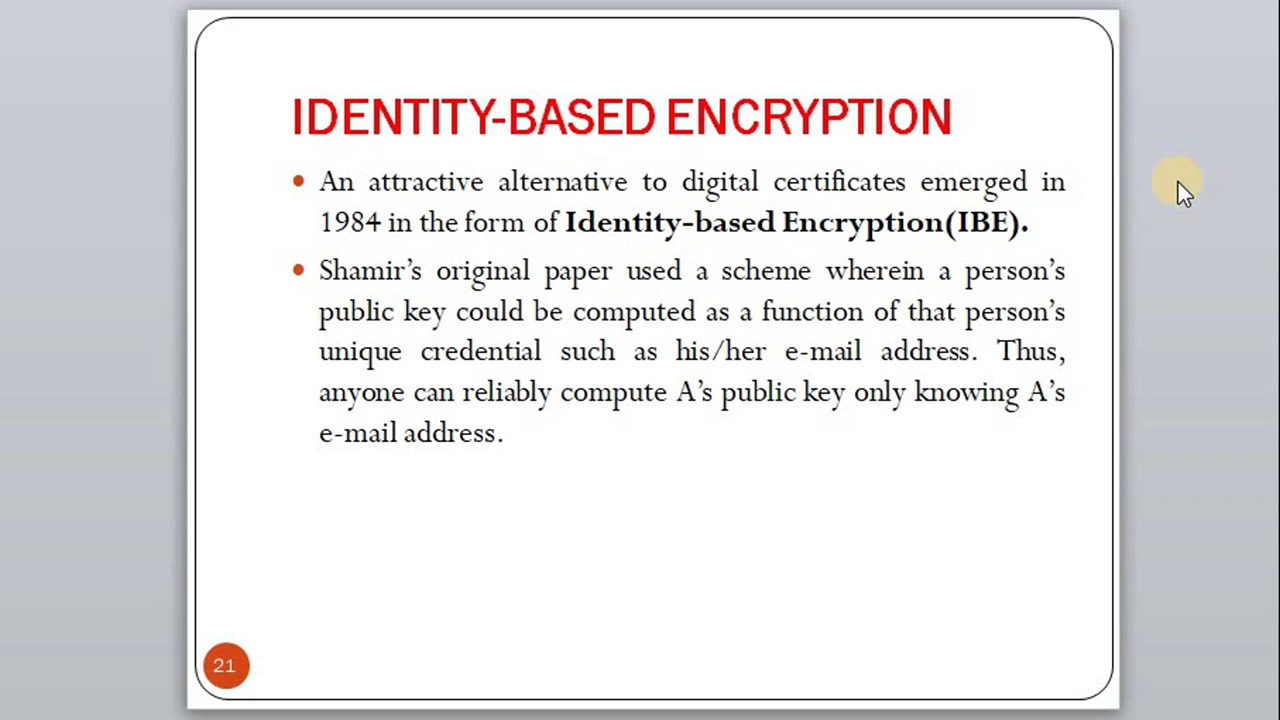 IDENTITY-BASED ENCRYPTION
• An attractive alternative to digital certificates emerged in
1984 in the form of Identity-based Encryption(IBE).
• Shamir’s original paper used a scheme wherein a person’s
public key could be computed as a function of that person’s
unique credential such as his/her e-mail address. Thus,
anyone can reliably compute A’s public key only knowing A’s
e-mail address.
21